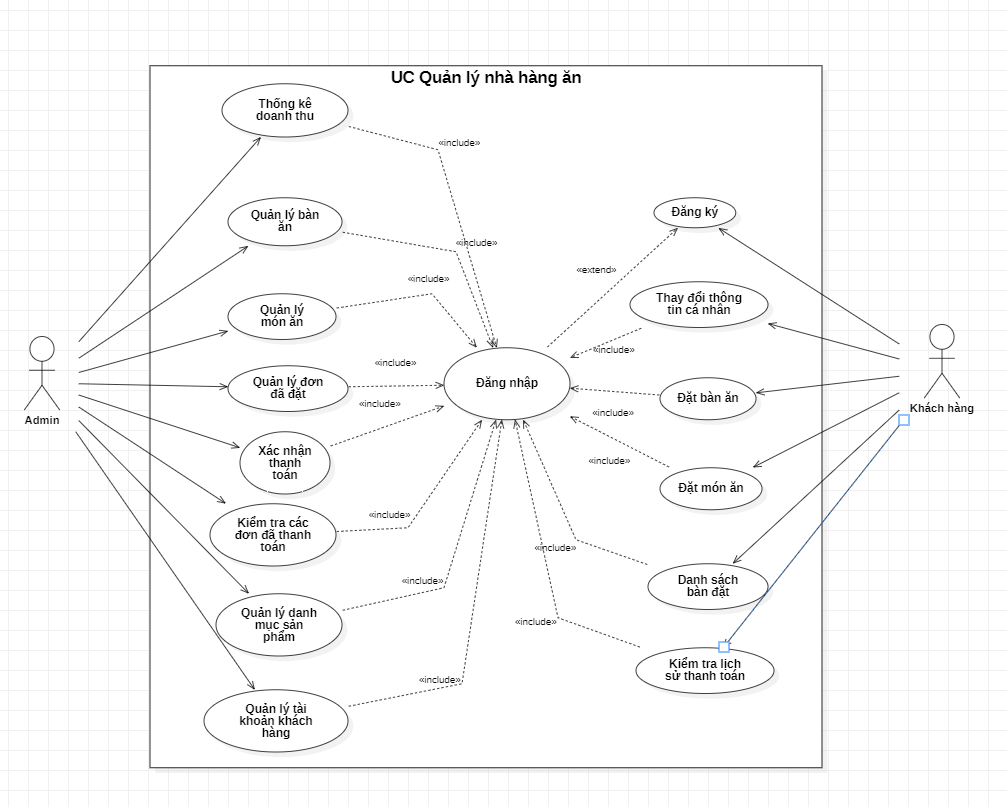 UC Quản lý nhà hàng ăn
Thống kê
doanh thu
«include»
Quản lý bàn
ăn
«include»
Đăng ký
«extend»
«include»
Quản lý
món ăn
Thay đổi thông
tin cá nhân
«include»
Quản lý đơn
đã đặt
«include»
Đăng nhập
Đặt bàn ăn
«include»
«include»
Admin
Khách hàng
Xác nhận
thanh
toán
«include»
Đặt món ăn
Kiểm tra các
đơn đã thanh
toán
«include»
«include»
Danh sách
bàn đặt
«include»
Quản lý danh
mục sản
phẩm
«include»
Kiểm tra lịch
sử thanh toán
«include»
Quản lý tài
khoản khách
hàng